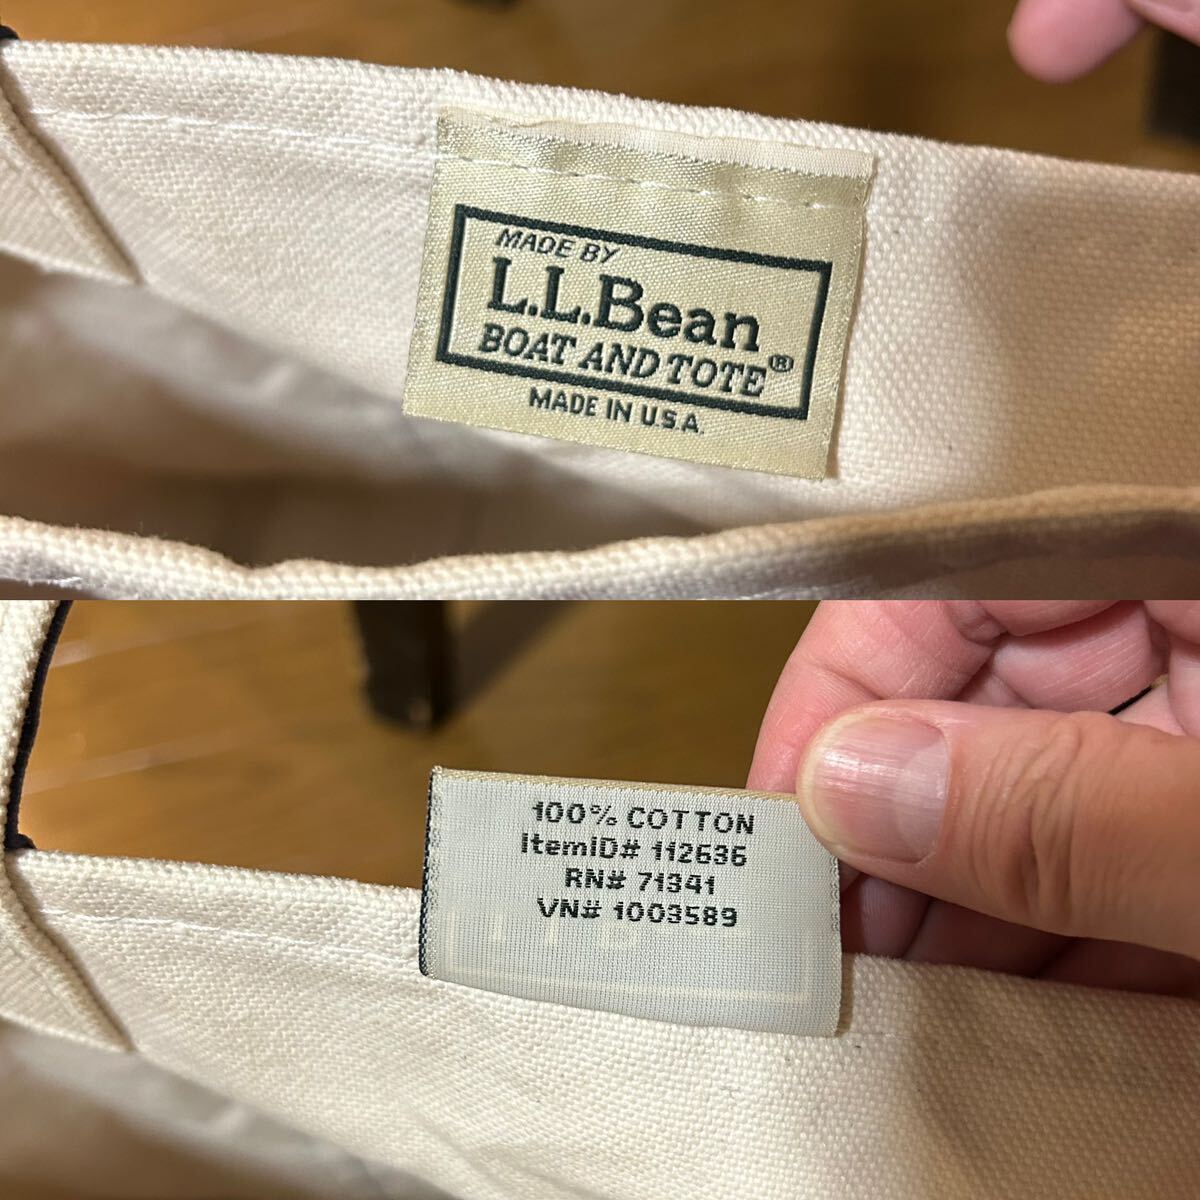 MADE BY
L.L.Bean
BOAT AND TOTE®
MADE IN U.S.A.
100% COTTON
ItemID# 112636
RN# 71341
VN# 1003589